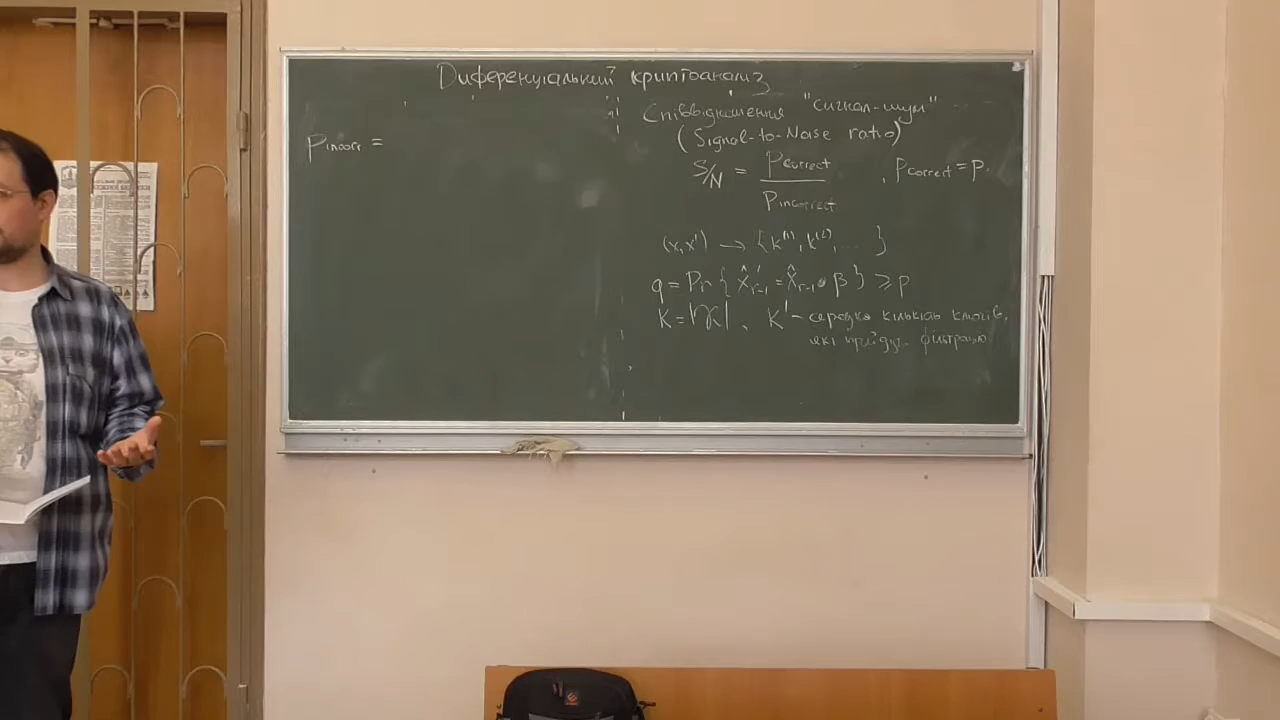 Диференціальний криптоаналіз
Pincorr =
Співвідношення "сигнал-шум"
(Signal-to-Noise ratio)
S/N = Pcorrect / Pincorrect , Pcorrect = p.
(x, x') → {K⁽¹⁾, K⁽²⁾, ... }
q = Pr { X̂'ᵣ₋₁ = X̂ᵣ₋₁ ∘ β } ≥ p
K = |𝒦|, K' - середня кількість ключів,
які пройдуть фільтрацію